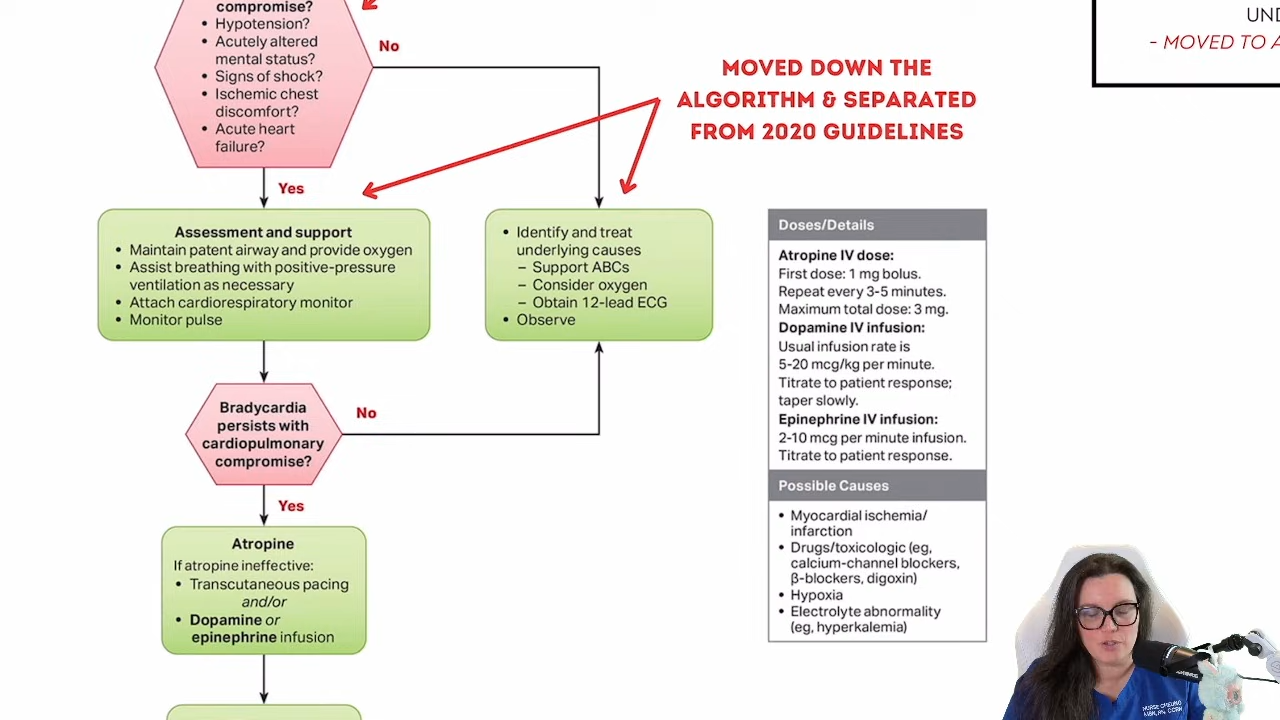 compromise?
• Hypotension?
• Acutely altered
mental status?
• Signs of shock?
• Ischemic chest
discomfort?
• Acute heart
failure?
No
Yes
MOVED DOWN THE
ALGORITHM & SEPARATED
FROM 2020 GUIDELINES
UND
- MOVED TO A
Assessment and support
• Maintain patent airway and provide oxygen
• Assist breathing with positive-pressure
ventilation as necessary
• Attach cardiorespiratory monitor
• Monitor pulse
• Identify and treat
underlying causes
– Support ABCs
– Consider oxygen
– Obtain 12-lead ECG
• Observe
Bradycardia
persists with
cardiopulmonary
compromise?
No
Yes
Atropine
If atropine ineffective:
• Transcutaneous pacing
and/or
• Dopamine or
epinephrine infusion
Doses/Details
Atropine IV dose:
First dose: 1 mg bolus.
Repeat every 3-5 minutes.
Maximum total dose: 3 mg.
Dopamine IV infusion:
Usual infusion rate is
5-20 mcg/kg per minute.
Titrate to patient response;
taper slowly.
Epinephrine IV infusion:
2-10 mcg per minute infusion.
Titrate to patient response.
Possible Causes
• Myocardial ischemia/
infarction
• Drugs/toxicologic (eg,
calcium-channel blockers,
β-blockers, digoxin)
• Hypoxia
• Electrolyte abnormality
(eg, hyperkalemia)
NURSE CHEUNG
MSN, RN, CCRN